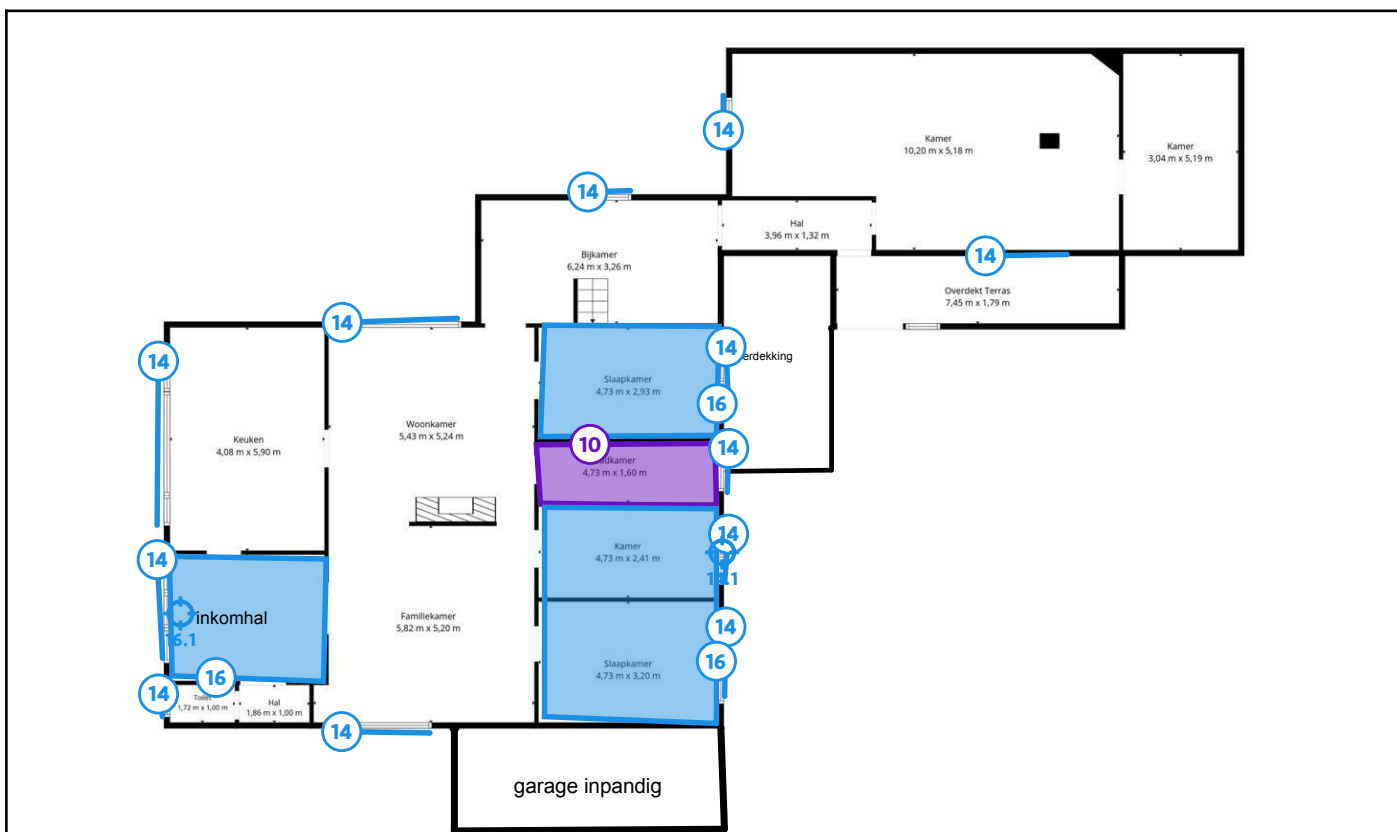 14
Kamer
10,20 m x 5,18 m
Kamer
3,04 m x 5,19 m
14
Hal
3,96 m x 1,32 m
Bijkamer
6,24 m x 3,26 m
14
Overdekt Terras
7,45 m x 1,79 m
14
14
14
erdekking
Slaapkamer
4,73 m x 2,93 m
16
Woonkamer
5,43 m x 5,24 m
Keuken
4,08 m x 5,90 m
10
adkamer
4,73 m x 1,60 m
14
14
Kamer
4,73 m x 2,41 m
14
inkomhal
16.1
Familiekamer
5,82 m x 5,20 m
14
Slaapkamer
4,73 m x 3,20 m
16
16
14
Toilet
1,72 m x 1,00 m
Hal
1,86 m x 1,00 m
14
garage inpandig